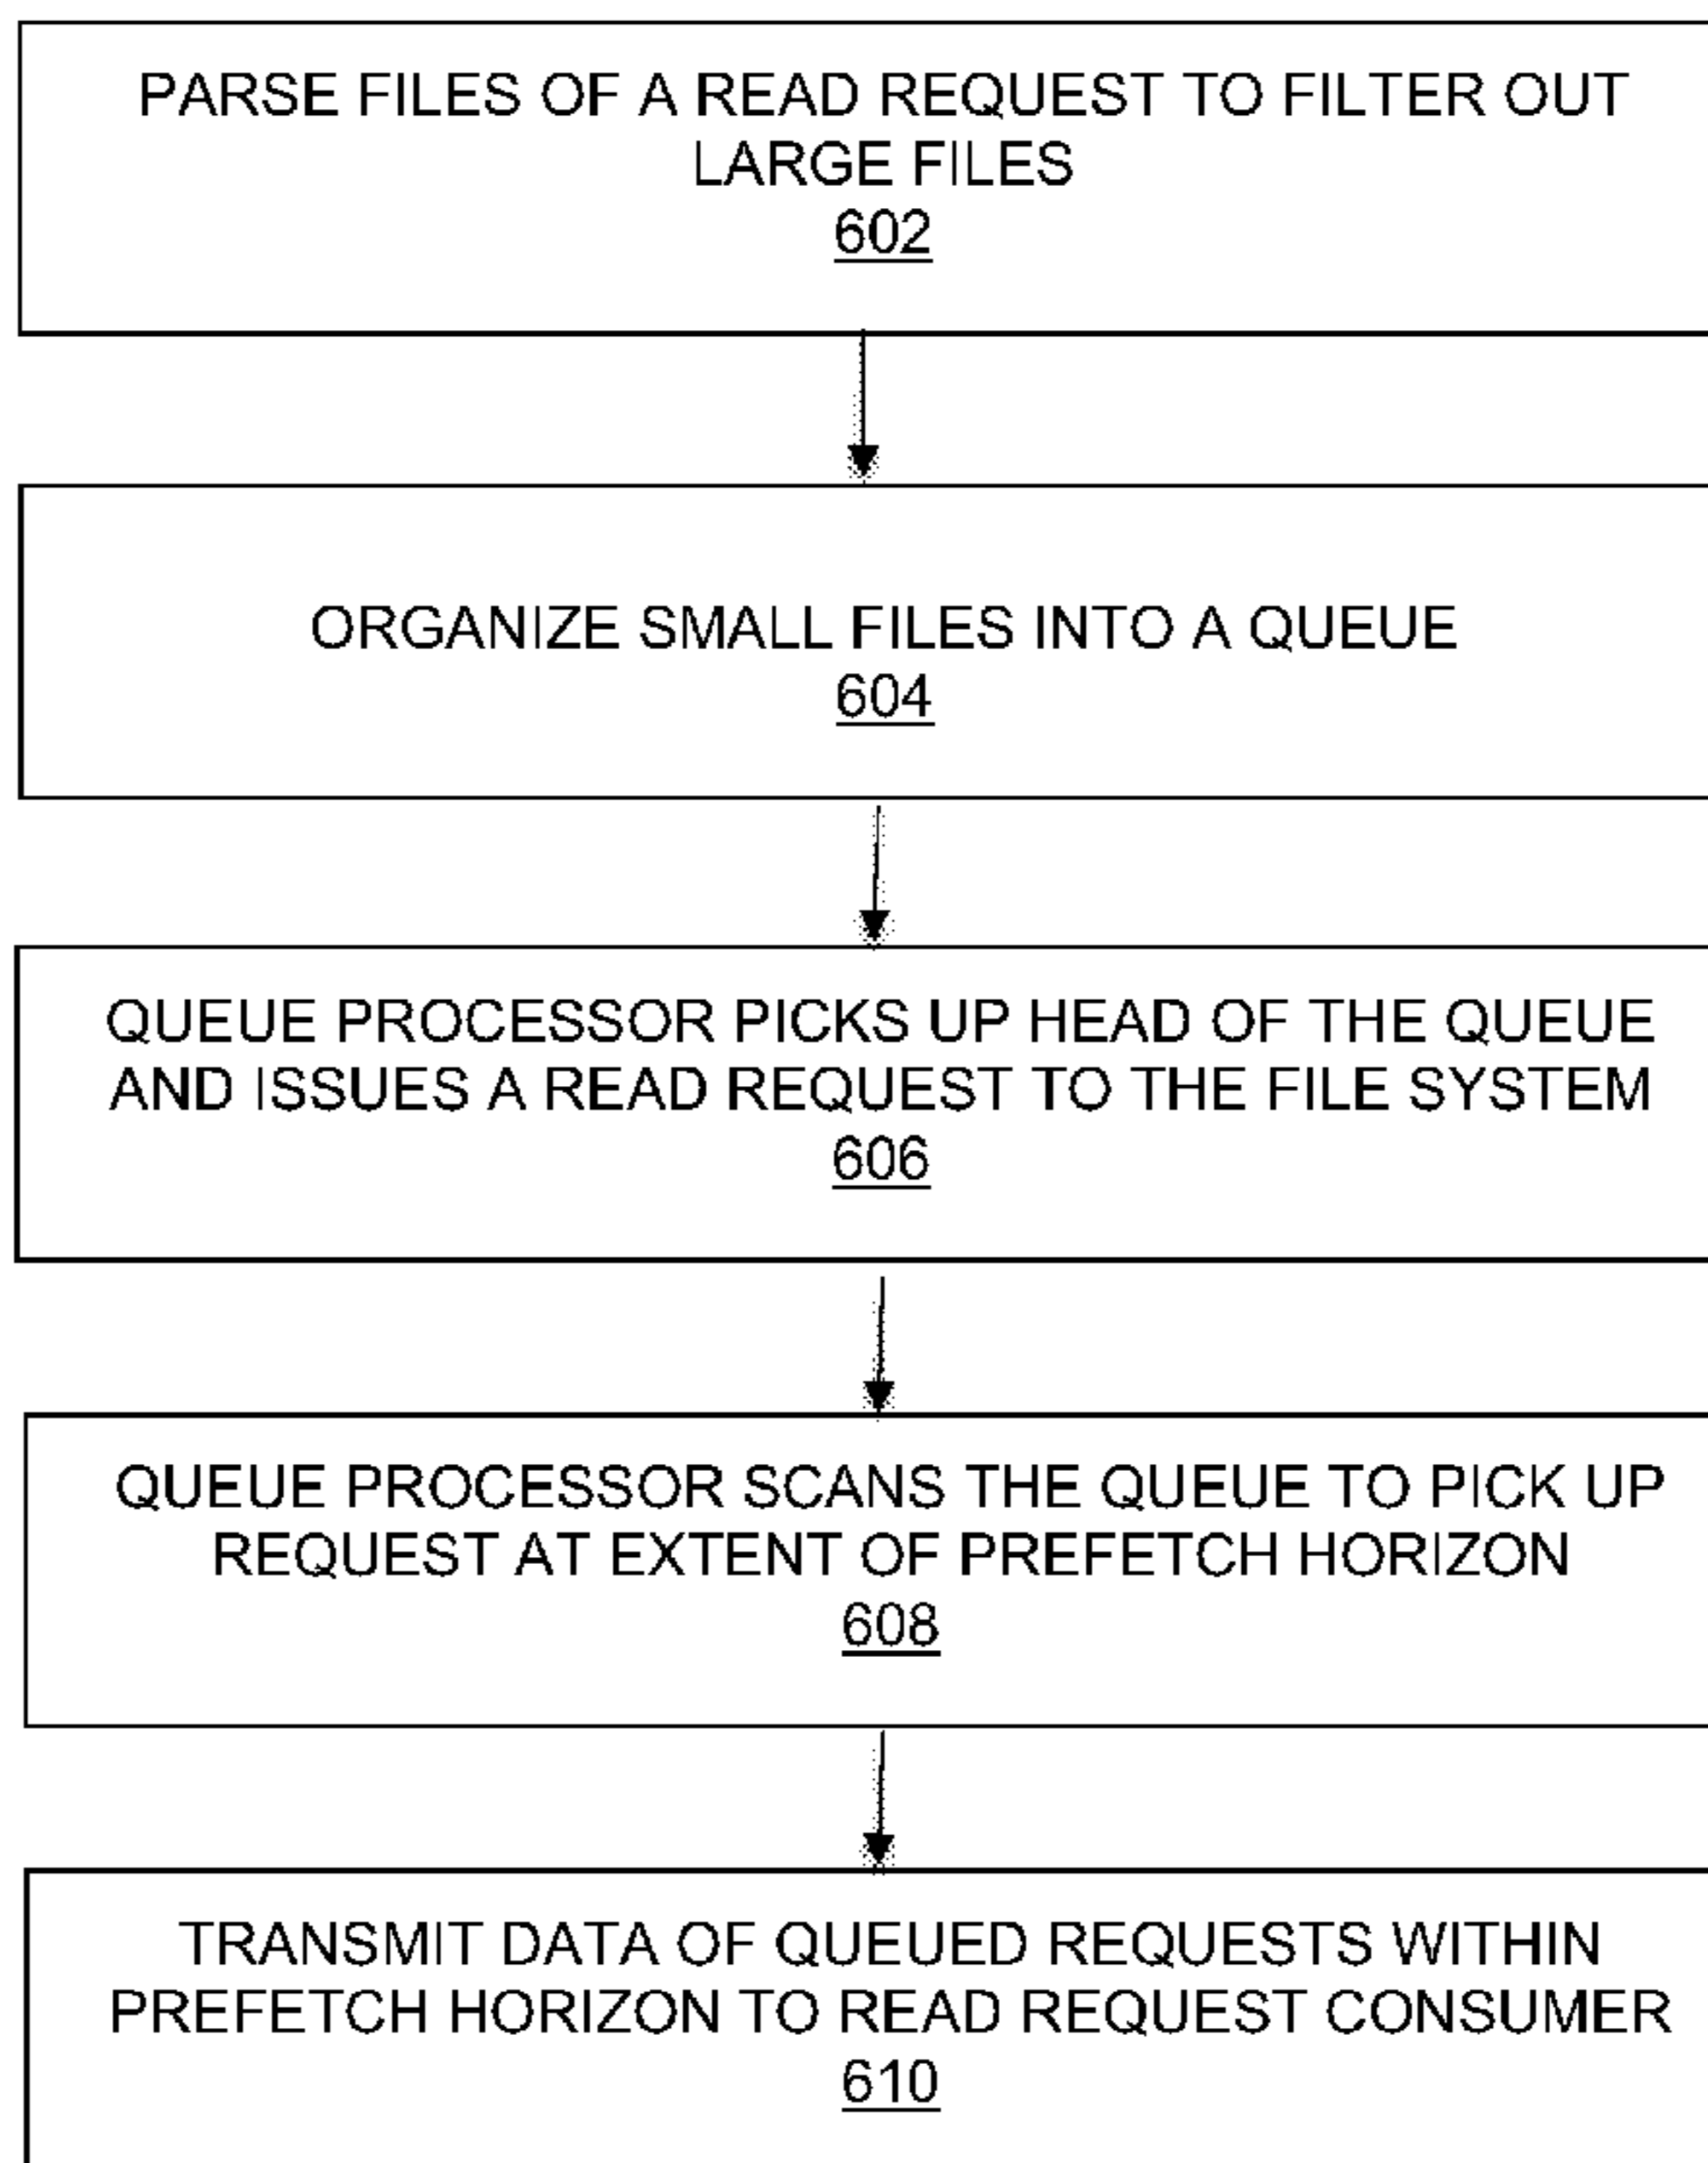 PARSE FILES OF A READ REQUEST TO FILTER OUT
LARGE FILES
602
ORGANIZE SMALL FILES INTO A QUEUE
604
QUEUE PROCESSOR PICKS UP HEAD OF THE QUEUE
AND ISSUES A READ REQUEST TO THE FILE SYSTEM
606
QUEUE PROCESSOR SCANS THE QUEUE TO PICK UP
REQUEST AT EXTENT OF PREFETCH HORIZON
608
TRANSMIT DATA OF QUEUED REQUESTS WITHIN
PREFETCH HORIZON TO READ REQUEST CONSUMER
610